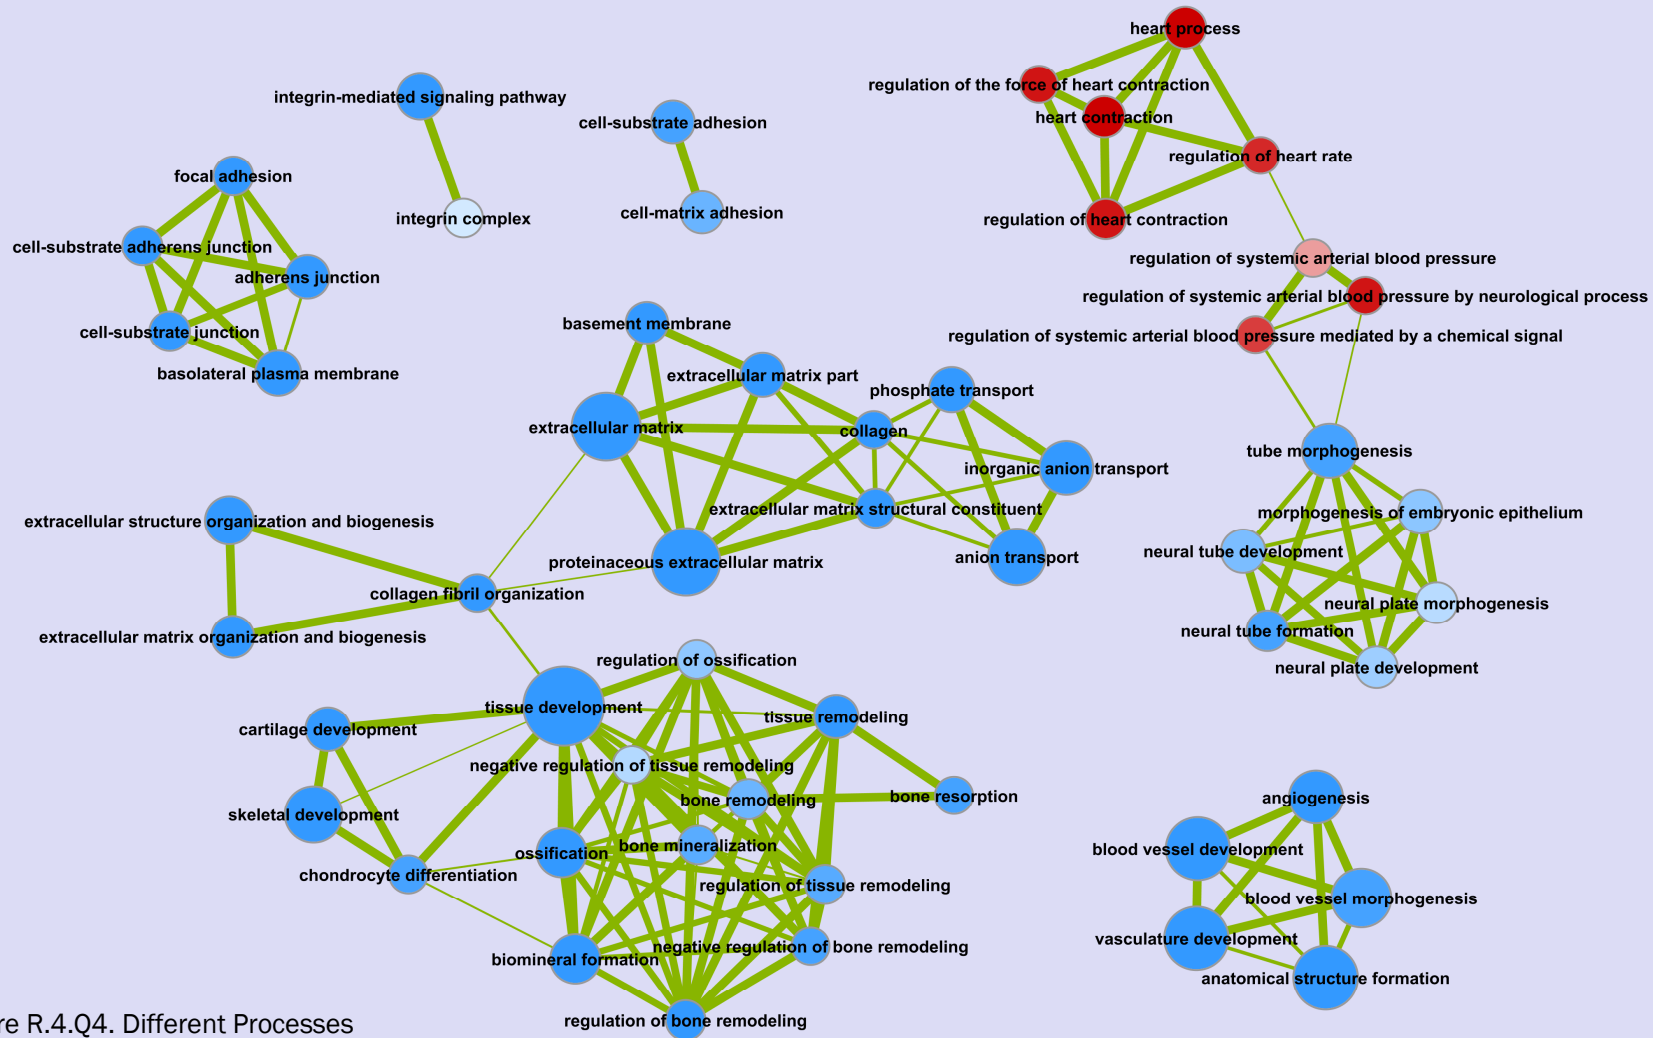 heart process
regulation of the force of heart contraction
integrin-mediated signaling pathway
heart contraction
cell-substrate adhesion
regulation of heart rate
focal adhesion
cell-matrix adhesion
integrin complex
regulation of heart contraction
cell-substrate adherens junction
regulation of systemic arterial blood pressure
adherens junction
regulation of systemic arterial blood pressure by neurological process
basement membrane
cell-substrate junction
regulation of systemic arterial blood pressure mediated by a chemical signal
basolateral plasma membrane
extracellular matrix part
phosphate transport
extracellular matrix
collagen
tube morphogenesis
inorganic anion transport
extracellular matrix structural constituent
morphogenesis of embryonic epithelium
extracellular structure organization and biogenesis
neural tube development
anion transport
proteinaceous extracellular matrix
collagen fibril organization
neural plate morphogenesis
neural tube formation
extracellular matrix organization and biogenesis
regulation of ossification
neural plate development
tissue development
tissue remodeling
cartilage development
negative regulation of tissue remodeling
bone remodeling
bone resorption
angiogenesis
skeletal development
bone mineralization
blood vessel development
ossification
chondrocyte differentiation
regulation of tissue remodeling
blood vessel morphogenesis
vasculature development
negative regulation of bone remodeling
biomineral formation
anatomical structure formation
regulation of bone remodeling
re R.4.Q4. Different Processes